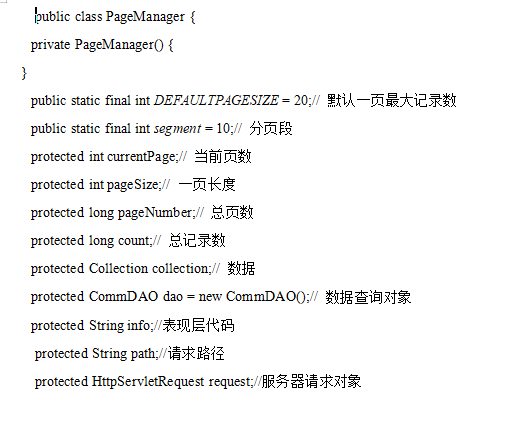 public class PageManager {
private PageManager() {
}
public static final int DEFAULTPAGESIZE = 20;// 默认一页最大记录数
public static final int segment = 10;// 分页段
protected int currentPage;// 当前页数
protected int pageSize;// 一页长度
protected long pageNumber;// 总页数
protected long count;// 总记录数
protected Collection collection;// 数据
protected CommDAO dao = new CommDAO();// 数据查询对象
protected String info;//表现层代码
protected String path;//请求路径
protected HttpServletRequest request;//服务器请求对象